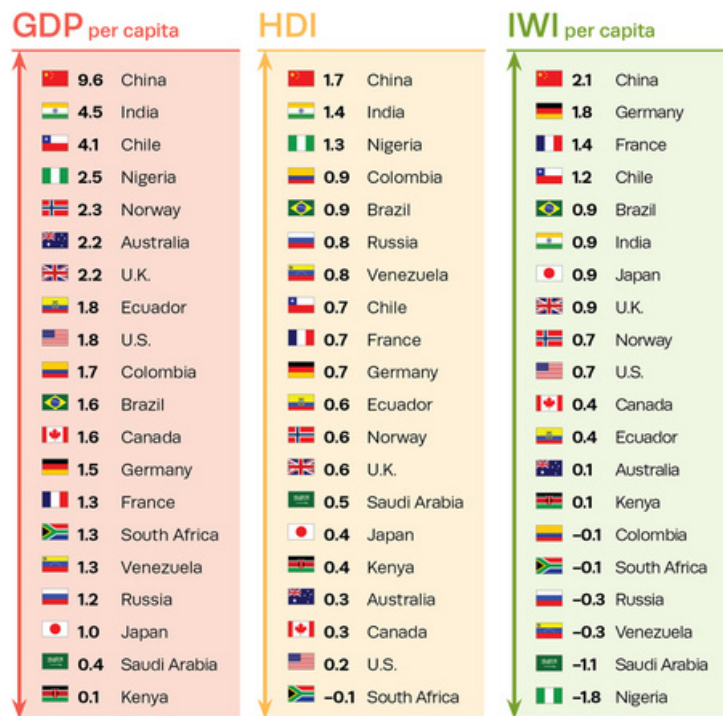 GDP per capita
9.6 China
4.5 India
4.1 Chile
2.5 Nigeria
2.3 Norway
2.2 Australia
2.2 U.K.
1.8 Ecuador
1.8 U.S.
1.7 Colombia
1.6 Brazil
1.6 Canada
1.5 Germany
1.3 France
1.3 South Africa
1.3 Venezuela
1.2 Russia
1.0 Japan
0.4 Saudi Arabia
0.1 Kenya
HDI
1.7 China
1.4 India
1.3 Nigeria
0.9 Colombia
0.9 Brazil
0.8 Russia
0.8 Venezuela
0.7 Chile
0.7 France
0.7 Germany
0.6 Ecuador
0.6 Norway
0.6 U.K.
0.5 Saudi Arabia
0.4 Japan
0.4 Kenya
0.3 Australia
0.3 Canada
0.2 U.S.
–0.1 South Africa
IWI per capita
2.1 China
1.8 Germany
1.4 France
1.2 Chile
0.9 Brazil
0.9 India
0.9 Japan
0.9 U.K.
0.7 Norway
0.7 U.S.
0.4 Canada
0.4 Ecuador
0.1 Australia
0.1 Kenya
–0.1 Colombia
–0.1 South Africa
–0.3 Russia
–0.3 Venezuela
–1.1 Saudi Arabia
–1.8 Nigeria